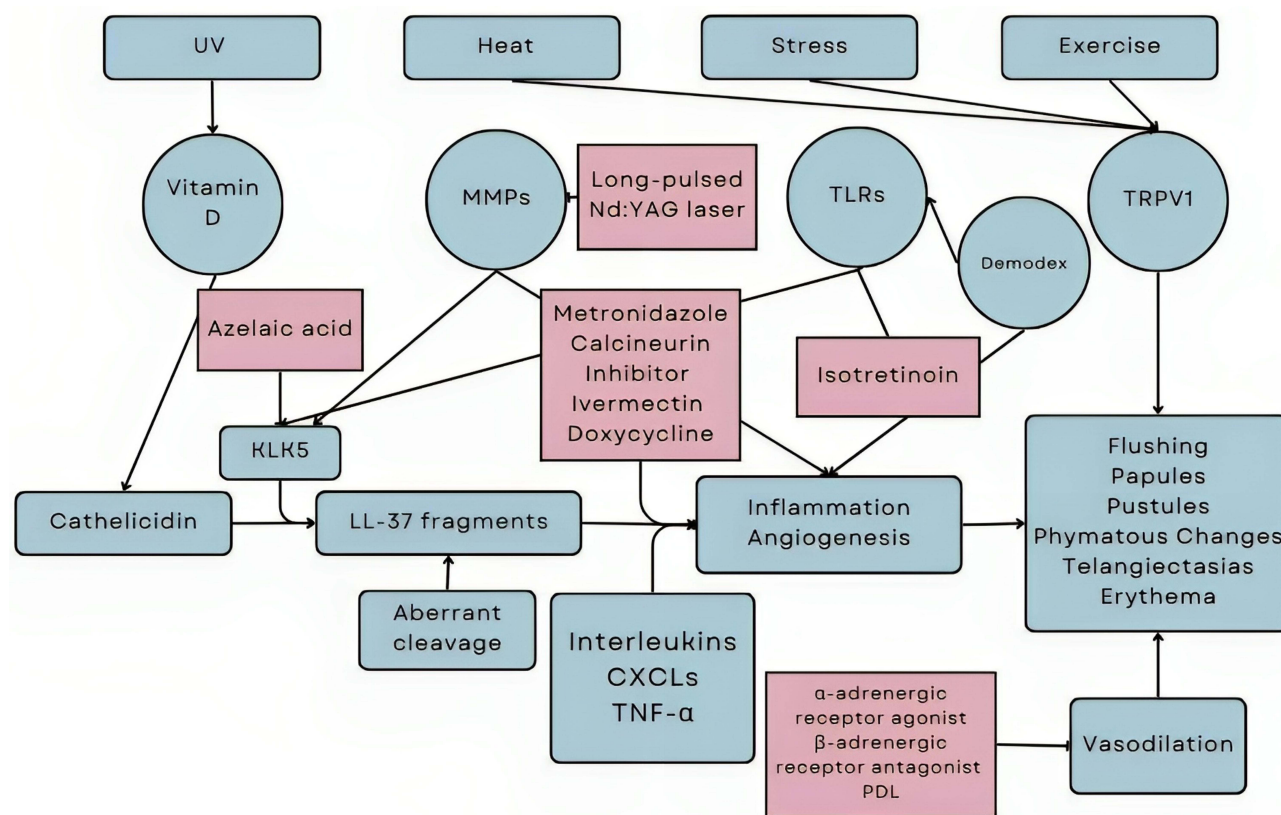 UV
Heat
Stress
Exercise
Vitamin
D
MMPs
Long-pulsed
Nd:YAG laser
TLRs
Demodex
TRPV1
Azelaic acid
Metronidazole
Calcineurin
Inhibitor
Ivermectin
Doxycycline
Isotretinoin
KLK5
Cathelicidin
LL-37 fragments
Inflammation
Angiogenesis
Flushing
Papules
Pustules
Phymatous Changes
Telangiectasias
Erythema
Aberrant
cleavage
Interleukins
CXCLs
TNF-α
α-adrenergic
receptor agonist
β-adrenergic
receptor antagonist
PDL
Vasodilation